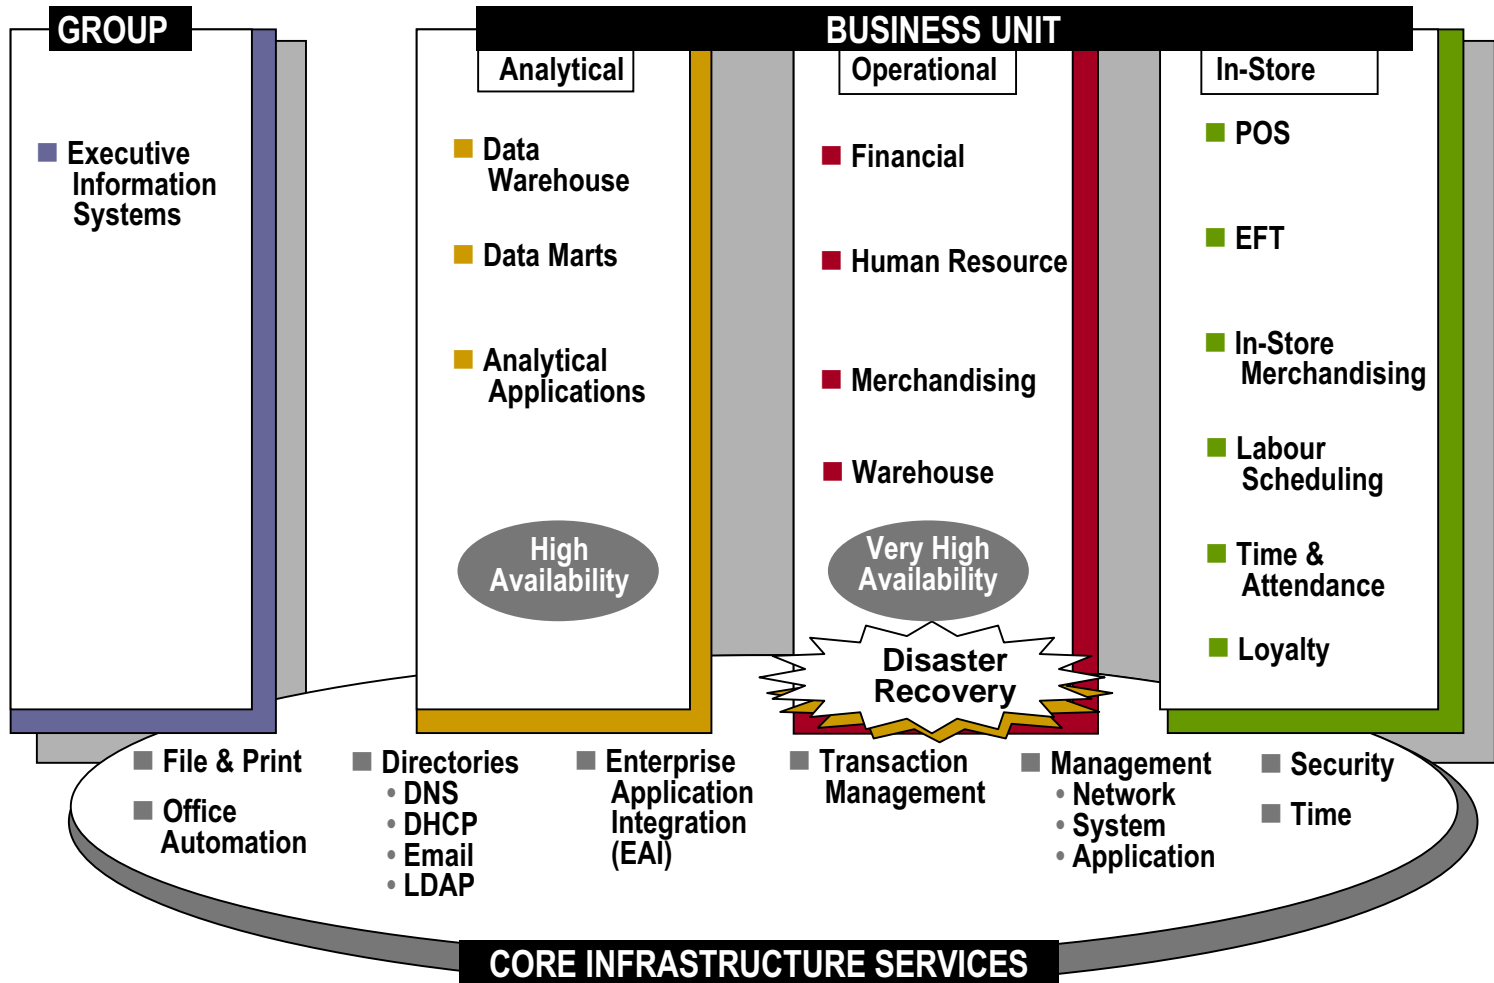 GROUP
Executive
Information
Systems
BUSINESS UNIT
Analytical
Data
Warehouse
Data Marts
Analytical
Applications
High
Availability
Operational
Financial
Human Resource
Merchandising
Warehouse
Very High
Availability
Disaster
Recovery
In-Store
POS
EFT
In-Store
Merchandising
Labour
Scheduling
Time &
Attendance
Loyalty
File & Print
Office
Automation
Directories
• DNS
• DHCP
• Email
• LDAP
Enterprise
Application
Integration
(EAI)
Transaction
Management
Management
• Network
• System
• Application
Security
Time
CORE INFRASTRUCTURE SERVICES